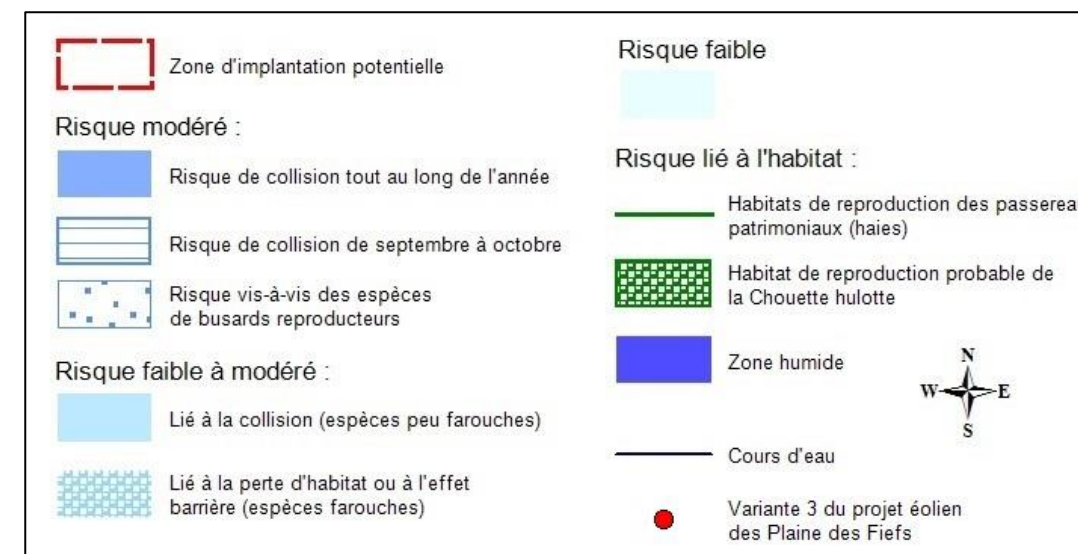 Zone d'implantation potentielle
Risque modéré :
Risque de collision tout au long de l'année
Risque de collision de septembre à octobre
Risque vis-à-vis des espèces
de busards reproducteurs
Risque faible à modéré :
Lié à la collision (espèces peu farouches)
Lié à la perte d'habitat ou à l'effet
barrière (espèces farouches)
Risque faible
Risque lié à l'habitat :
Habitats de reproduction des passerea
patrimoniaux (haies)
Habitat de reproduction probable de
la Chouette hulotte
Zone humide
N
W
E
S
Cours d'eau
Variante 3 du projet éolien
des Plaine des Fiefs